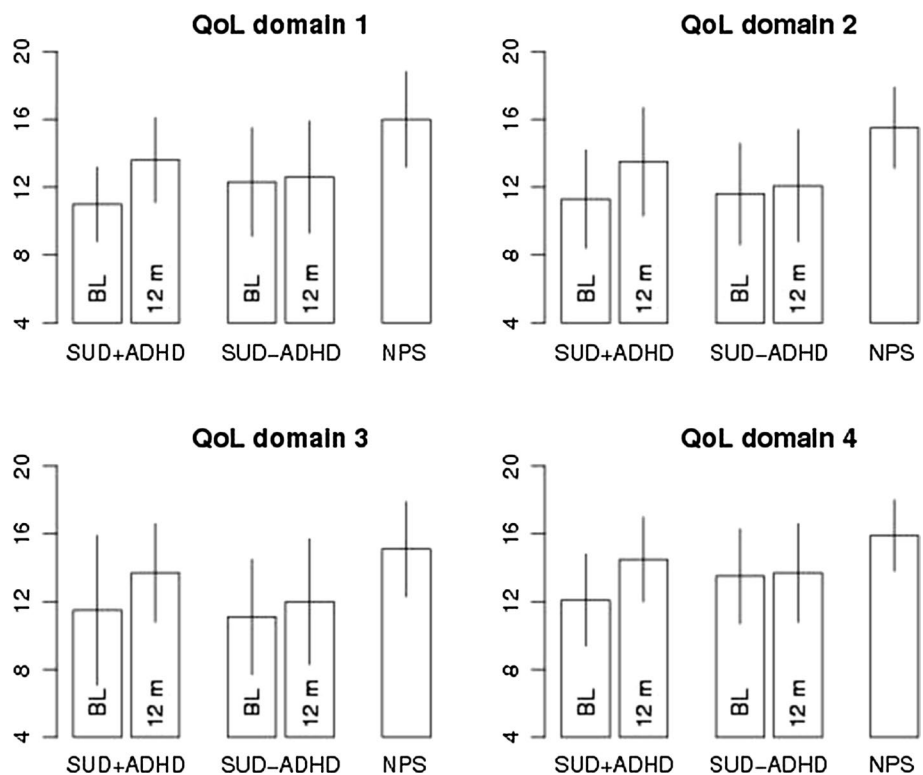 QoL domain 1
20
16
12
8
4
BL
12 m
BL
12 m
SUD+ADHD SUD−ADHD NPS
QoL domain 2
20
16
12
8
4
BL
12 m
BL
12 m
SUD+ADHD SUD−ADHD NPS
QoL domain 3
20
16
12
8
4
BL
12 m
BL
12 m
SUD+ADHD SUD−ADHD NPS
QoL domain 4
20
16
12
8
4
BL
12 m
BL
12 m
SUD+ADHD SUD−ADHD NPS